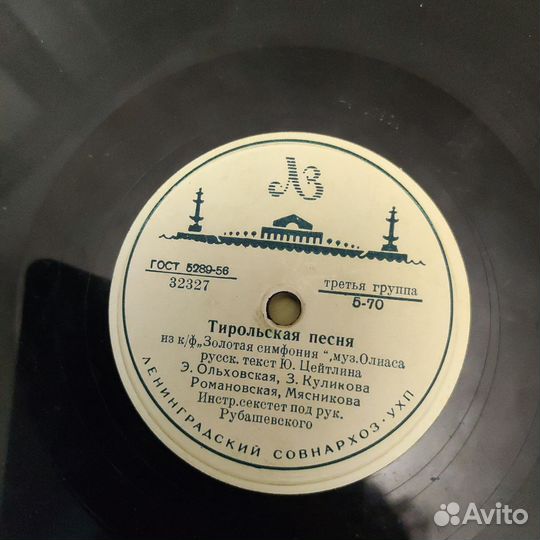 ЛЗ
ГОСТ 5289-56
32327
третья группа
5-70
Тирольская песня
из к/ф „Золотая симфония“, муз. Олиаса
русск. текст Ю. Цейтлина
Э. Ольховская, З. Куликова
Романовская, Мясникова
Инстр. секстет под рук.
Рубашевского
ЛЕНИНГРАДСКИЙ СОВНАРХОЗ-УХП
Avito